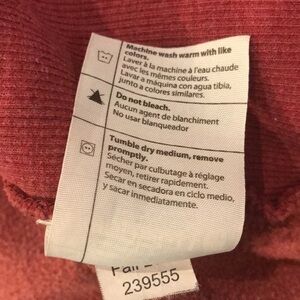 Machine wash warm with like
colors.
Laver à la machine à l'eau chaude
avec les mêmes couleurs.
Lavar a máquina con agua tibia,
junto a colores similares.
Do not bleach.
Aucun agent de blanchiment
No usar blanqueador
Tumble dry medium, remove
promptly.
Sécher par culbutage à réglage
moyen, retirer rapidement.
Secar en secadora en ciclo medio,
y sacar inmediatamente.
239555